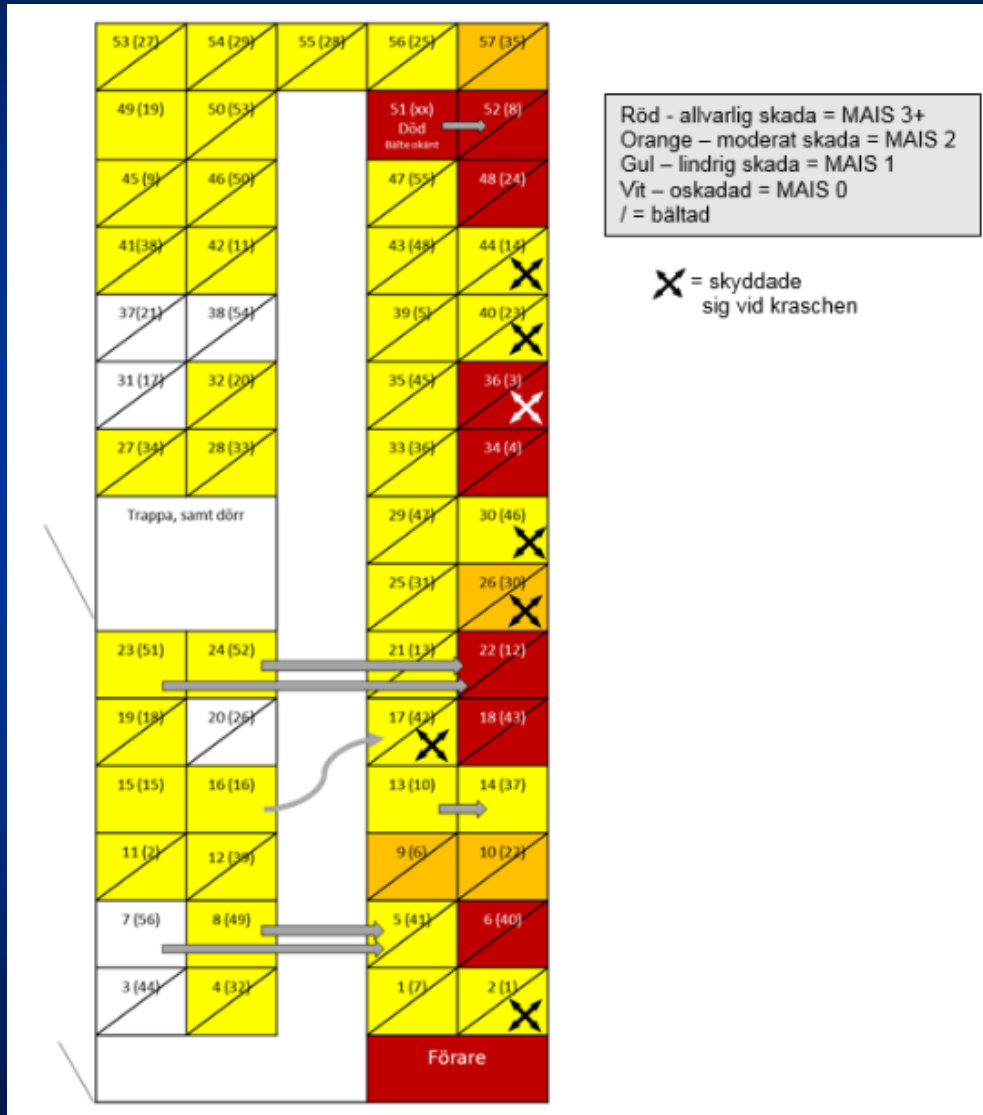 53 (27) 54 (29) 55 (28) 56 (25) 57 (35)
49 (19) 50 (53) 51 (xx) 52 (8)
Död
Bälte okänt
45 (9) 46 (50) 47 (55) 48 (24)
41(38) 42 (11) 43 (48) 44 (14)
37(21) 38 (54) 39 (5) 40 (23)
31 (17) 32 (20) 35 (45) 36 (3)
27 (34) 28 (33) 33 (36) 34 (4)
Trappa, samt dörr 29 (47) 30 (46)
25 (31) 26 (30)
23 (51) 24 (52) 21 (13) 22 (12)
19 (18) 20 (26) 17 (42) 18 (43)
15 (15) 16 (16) 13 (10) 14 (37)
11 (2) 12 (39) 9 (6) 10 (22)
7 (56) 8 (49) 5 (41) 6 (40)
3 (44) 4 (32) 1 (7) 2 (1)
Förare
Röd - allvarlig skada = MAIS 3+
Orange – moderat skada = MAIS 2
Gul – lindrig skada = MAIS 1
Vit – oskadad = MAIS 0
/ = bältad
= skyddade
sig vid kraschen